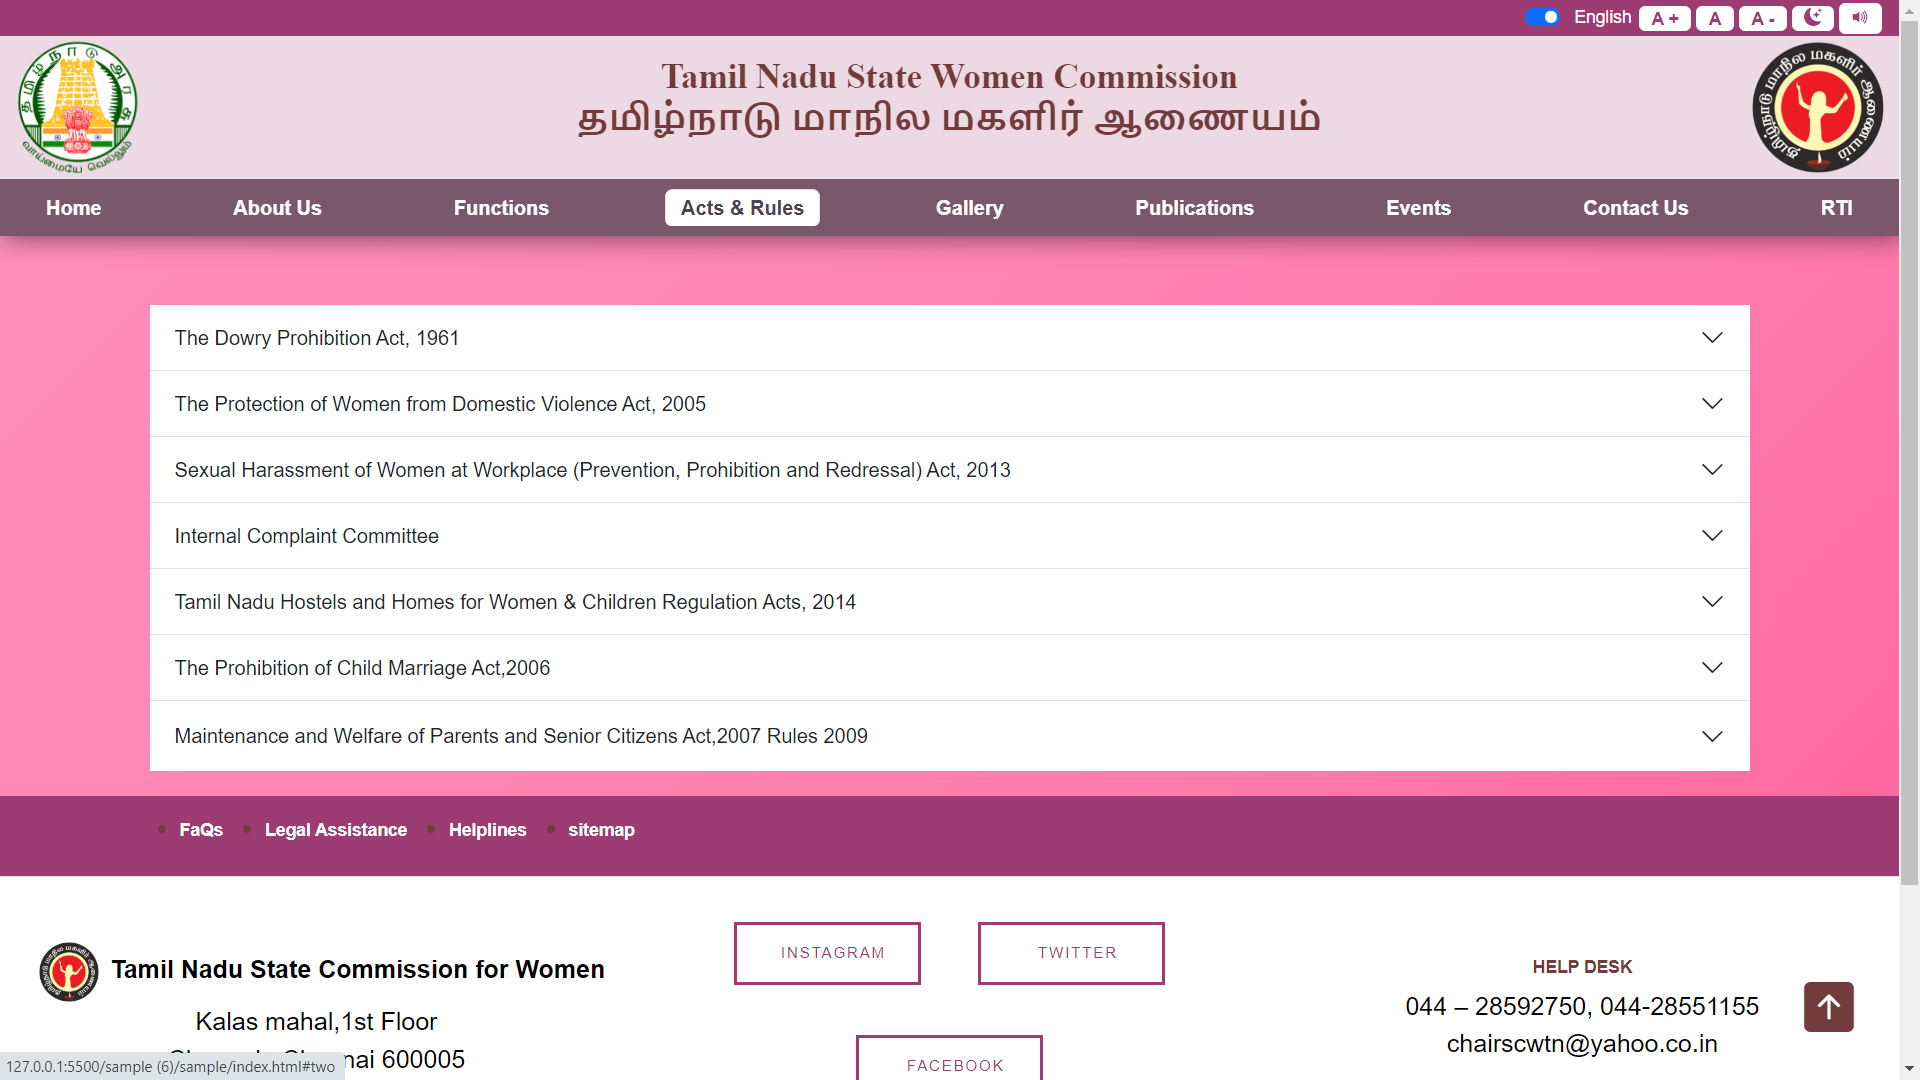 English A + A A -
Tamil Nadu State Women Commission
தமிழ்நாடு மாநில மகளிர் ஆணையம்
தமிழ்நாடு அரசு
வாய்மையே வெல்லும்
தமிழ்நாடு மாநில மகளிர் ஆணையம்
Home About Us Functions Acts & Rules Gallery Publications Events Contact Us RTI
The Dowry Prohibition Act, 1961
The Protection of Women from Domestic Violence Act, 2005
Sexual Harassment of Women at Workplace (Prevention, Prohibition and Redressal) Act, 2013
Internal Complaint Committee
Tamil Nadu Hostels and Homes for Women & Children Regulation Acts, 2014
The Prohibition of Child Marriage Act,2006
Maintenance and Welfare of Parents and Senior Citizens Act,2007 Rules 2009
FaQs Legal Assistance Helplines sitemap
Tamil Nadu State Commission for Women
Kalas mahal,1st Floor
nai 600005
INSTAGRAM TWITTER
FACEBOOK
HELP DESK
044 – 28592750, 044-28551155
chairscwtn@yahoo.co.in
127.0.0.1:5500/sample (6)/sample/index.html#two